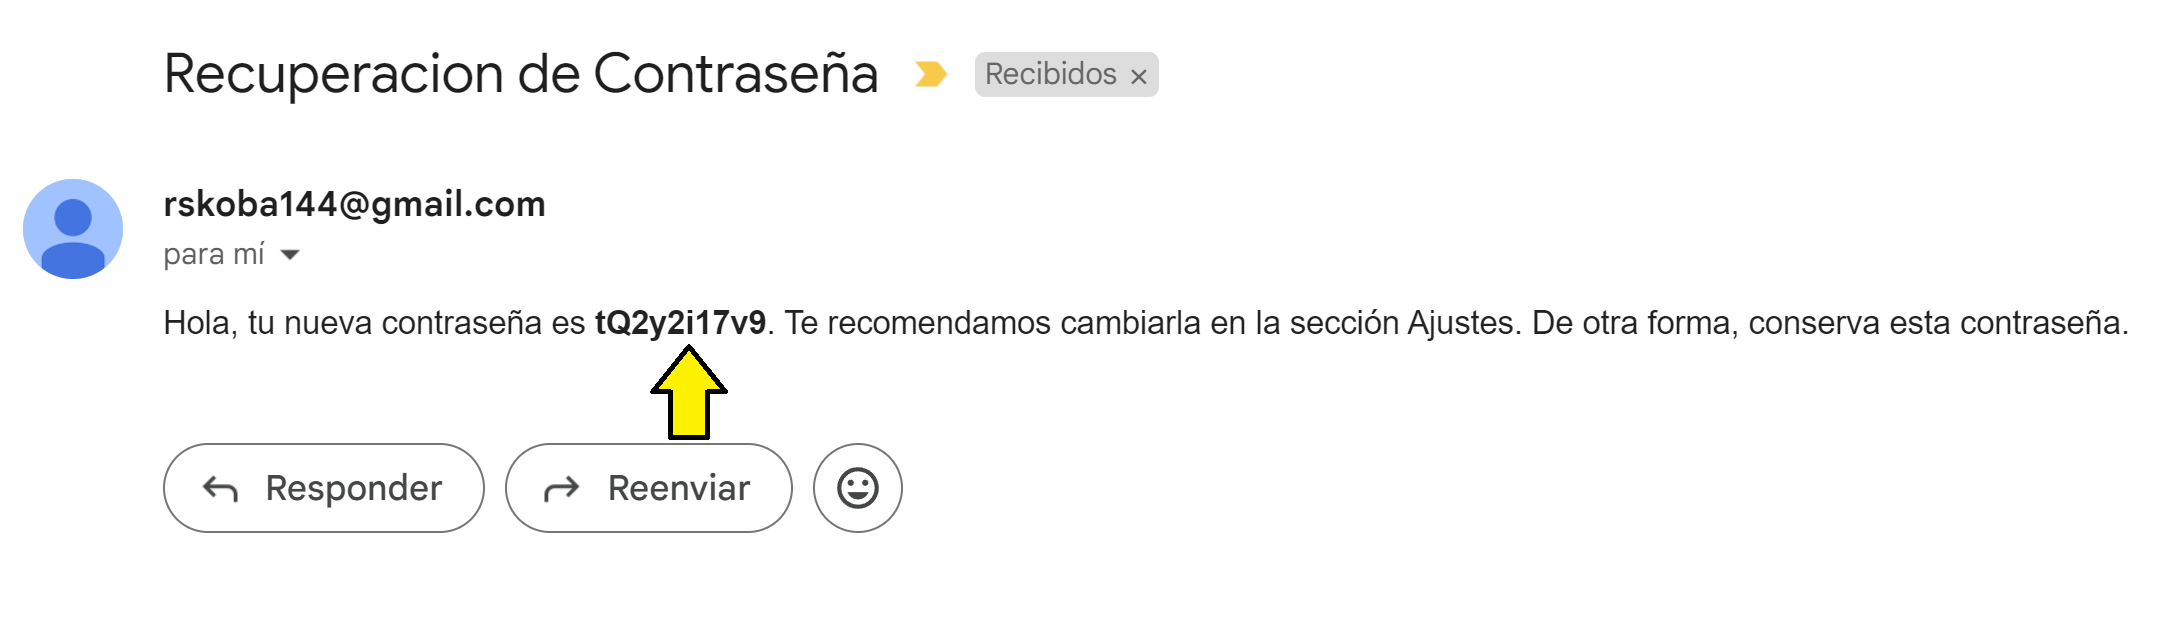 Recuperacion de Contraseña
Recibidos ×
rskoba144@gmail.com
para mí
Hola, tu nueva contraseña es tQ2y2i17v9. Te recomendamos cambiarla en la sección Ajustes. De otra forma, conserva esta contraseña.
Responder
Reenviar